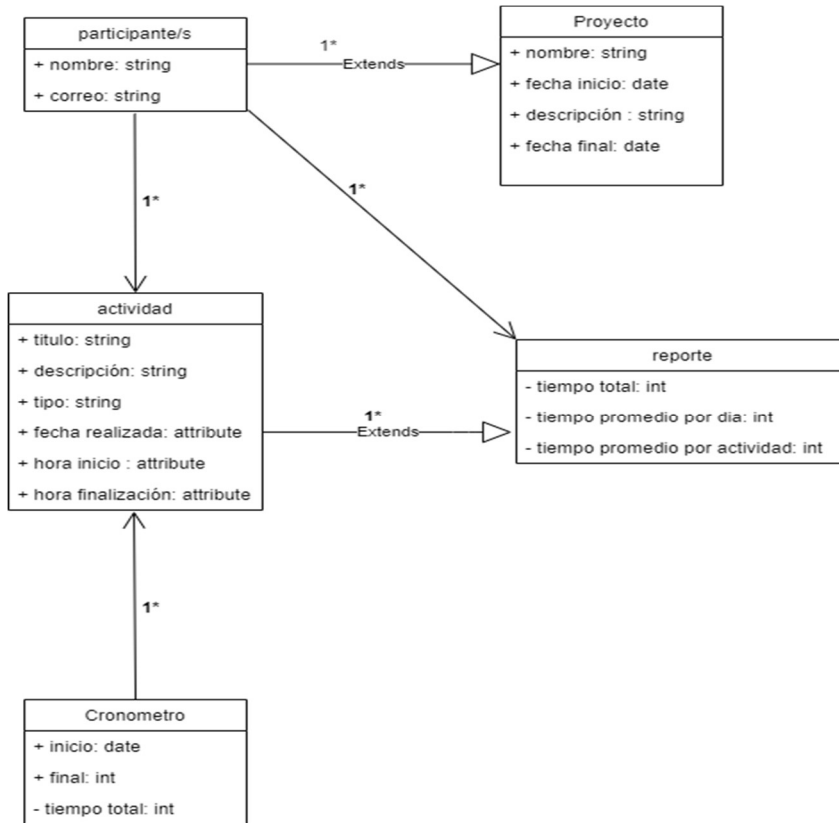 participante/s
+ nombre: string
+ correo: string
1*
Extends
Proyecto
+ nombre: string
+ fecha inicio: date
+ descripción : string
+ fecha final: date
1*
1*
actividad
+ titulo: string
+ descripción: string
+ tipo: string
+ fecha realizada: attribute
+ hora inicio : attribute
+ hora finalización: attribute
1*
Extends
reporte
- tiempo total: int
- tiempo promedio por dia: int
- tiempo promedio por actividad: int
1*
Cronometro
+ inicio: date
+ final: int
- tiempo total: int